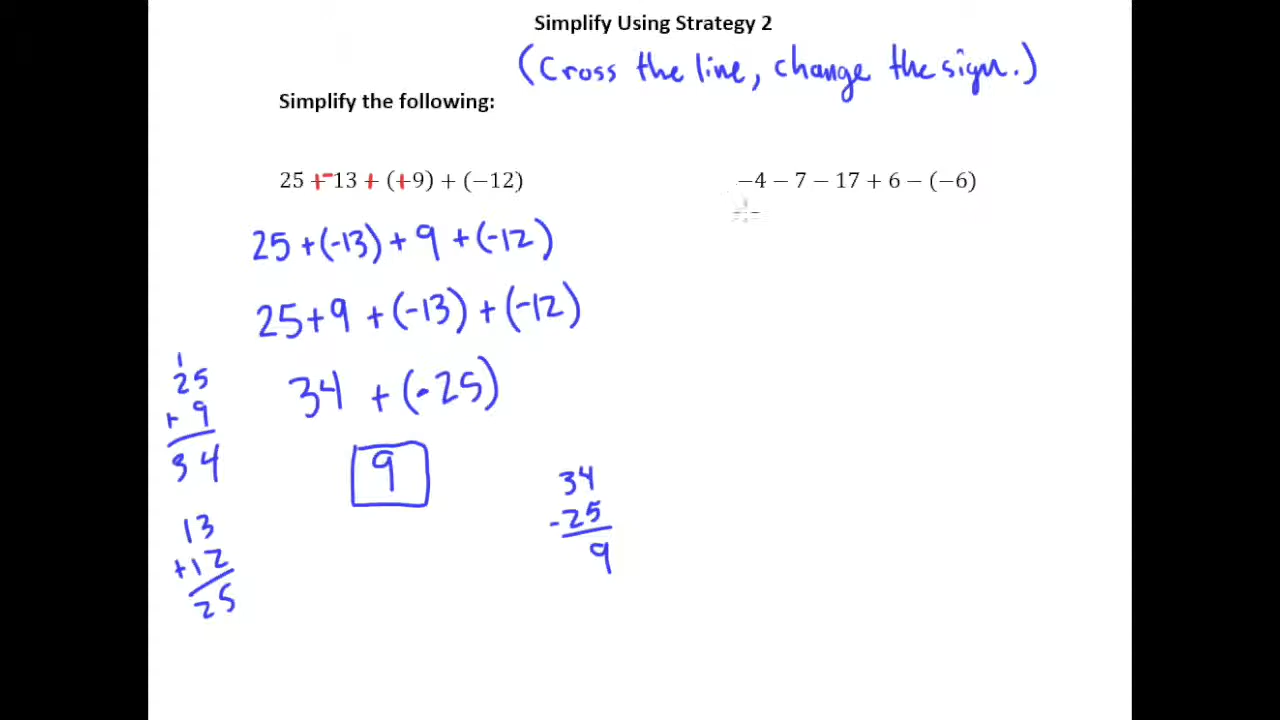 Simplify Using Strategy 2
(Cross the line, change the sign.)
Simplify the following:
25 +-13 + (+9) + (−12)
25 +(-13) + 9 +(-12)
25+9 +(-13) +(-12)
34 + (-25)
9
1
25
+ 9
34
13
+12
25
34
-25
9
−4 − 7 − 17 + 6 − (−6)